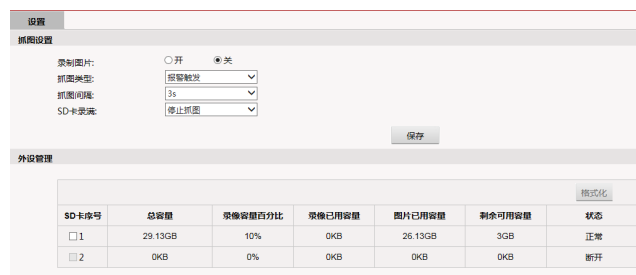 设置
抓图设置
录制图片: 开 关
抓图类型: 报警触发
抓图间隔: 3s
SD卡录满: 停止抓图
保存
外设管理
格式化
SD卡序号 总容量 录像容量百分比 录像已用容量 图片已用容量 剩余可用容量 状态
1 29.13GB 10% 0KB 26.13GB 3GB 正常
2 0KB 0% 0KB 0KB 0KB 断开